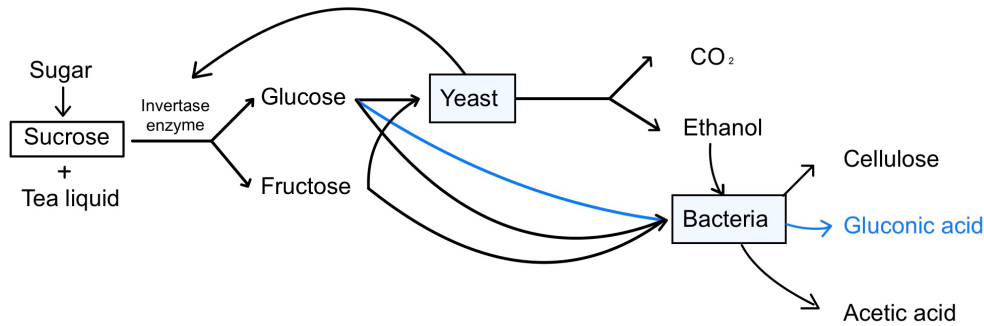 Sugar
Sucrose
+
Tea liquid
Invertase
enzyme
Glucose
Fructose
Yeast
CO₂
Ethanol
Bacteria
Cellulose
Gluconic acid
Acetic acid